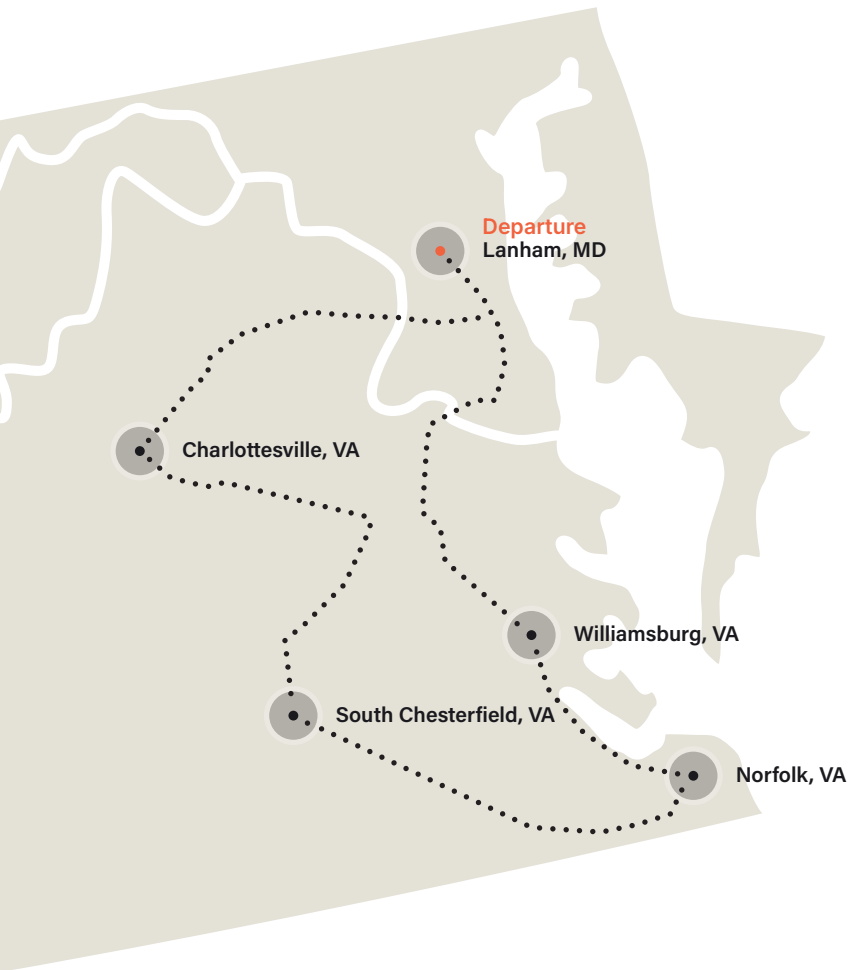 Departure
Lanham, MD
Charlottesville, VA
Williamsburg, VA
South Chesterfield, VA
Norfolk, VA